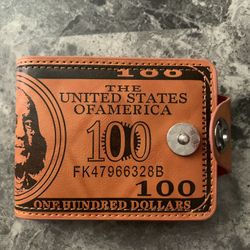 100
THE
UNITED STATES
OFAMERICA
100
FK47966328B
100
ONE HUNDRED DOLLARS